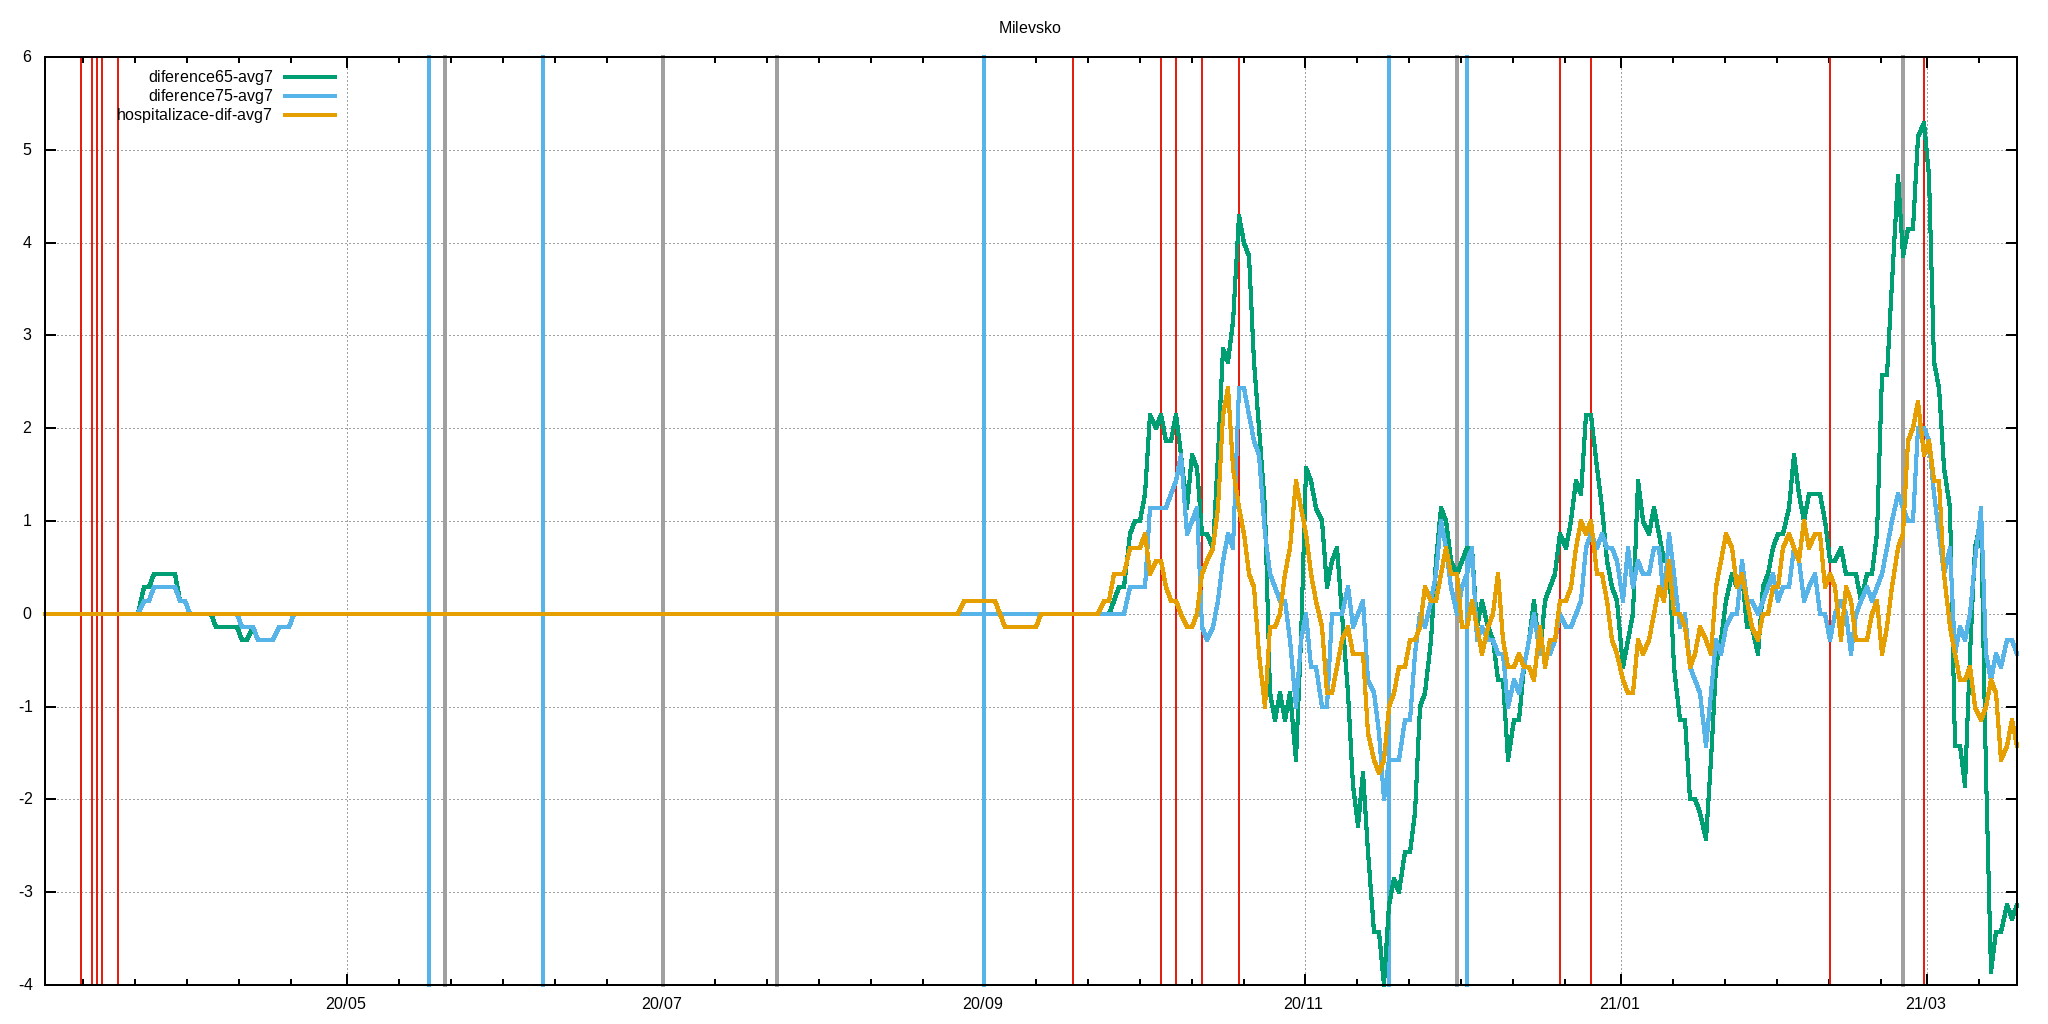 Milevsko
6
diference65-avg7
diference75-avg7
hospitalizace-dif-avg7
5
4
3
2
1
0
-1
-2
-3
-4
20/05 20/07 20/09 20/11 21/01 21/03